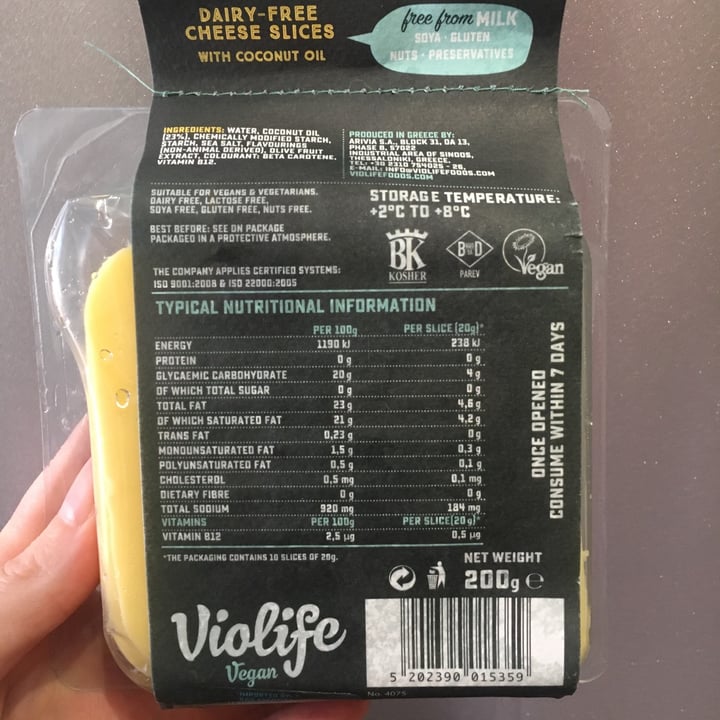 DAIRY-FREE
CHEESE SLICES
WITH COCONUT OIL
free from MILK
SOYA · GLUTEN
NUTS · PRESERVATIVES
INGREDIENTS: WATER, COCONUT OIL
(23%), CHEMICALLY MODIFIED STARCH,
STARCH, SEA SALT, FLAVOURINGS
(NON-ANIMAL DERIVED), OLIVE FRUIT
EXTRACT, COLOURANT: BETA CAROTENE,
VITAMIN B12.
PRODUCED IN GREECE BY:
ARIVIA S.A., BLOCK 31, DA 13,
PHASE B, 57022
INDUSTRIAL AREA OF SINDOS,
THESSALONIKI, GREECE,
TEL: +30 2310 784025 - 26,
E-MAIL: INFO@VIOLIFEFOODS.COM
VIOLIFEFOODS.COM
SUITABLE FOR VEGANS & VEGETARIANS.
DAIRY FREE, LACTOSE FREE,
SOYA FREE, GLUTEN FREE, NUTS FREE.
BEST BEFORE: SEE ON PACKAGE
PACKAGED IN A PROTECTIVE ATMOSPHERE.
THE COMPANY APPLIES CERTIFIED SYSTEMS:
ISO 9001:2008 & ISO 22000:2005
STORAGE TEMPERATURE:
+2°C TO +8°C
BK
KOSHER
B D
PAREV
Vegan
TYPICAL NUTRITIONAL INFORMATION
PER 100g PER SLICE (20g)*
ENERGY 1190 kJ 238 kJ
PROTEIN 0 g 0 g
GLYCAEMIC CARBOHYDRATE 20 g 4 g
OF WHICH TOTAL SUGAR 0 g 0 g
TOTAL FAT 23 g 4,6 g
OF WHICH SATURATED FAT 21 g 4,2 g
TRANS FAT 0,23 g 0 g
MONOUNSATURATED FAT 1,5 g 0,3 g
POLYUNSATURATED FAT 0,5 g 0,1 g
CHOLESTEROL 0,5 mg 0,1 mg
DIETARY FIBRE 0 g 0 g
TOTAL SODIUM 920 mg 184 mg
VITAMINS PER 100g PER SLICE(20g)*
VITAMIN B12 2,5 µg 0,5 µg
*THE PACKAGING CONTAINS 10 SLICES OF 20g.
ONCE OPENED
CONSUME WITHIN 7 DAYS
NET WEIGHT
200g e
Violife
Vegan
5 202390 015359
No. 4075